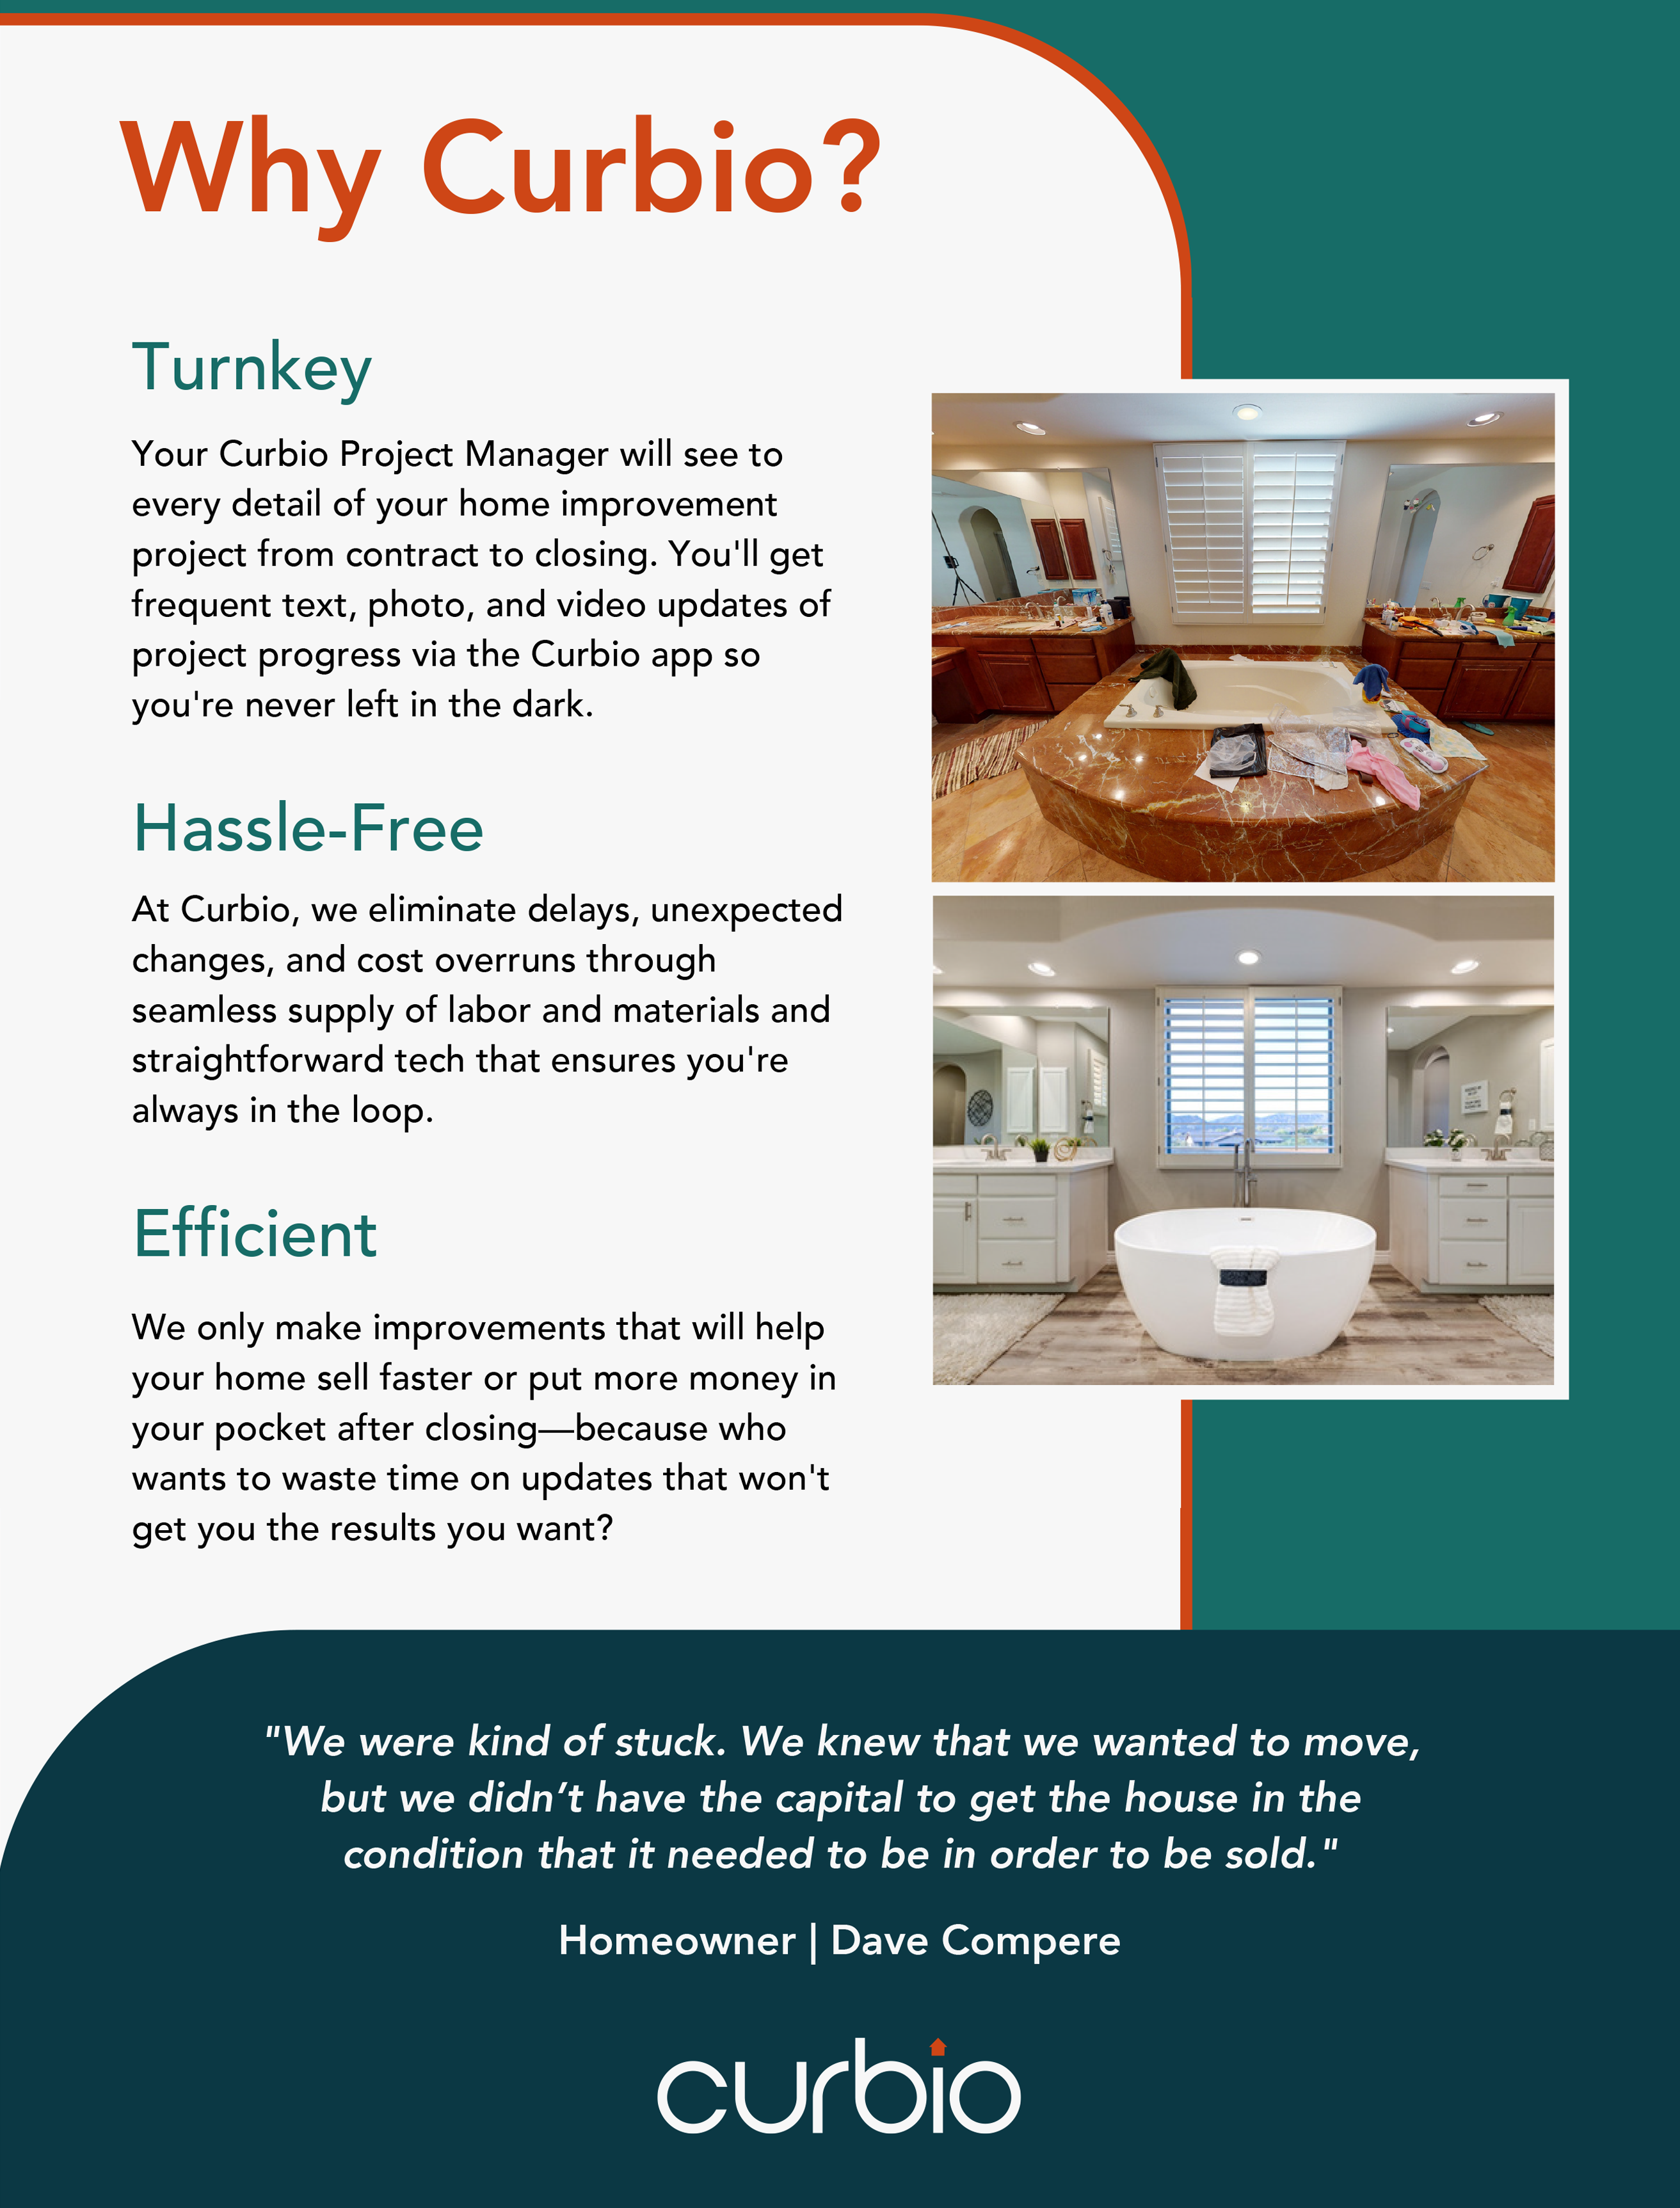 Why Curbio?
Turnkey
Your Curbio Project Manager will see to
every detail of your home improvement
project from contract to closing. You'll get
frequent text, photo, and video updates of
project progress via the Curbio app so
you're never left in the dark.
Hassle-Free
At Curbio, we eliminate delays, unexpected
changes, and cost overruns through
seamless supply of labor and materials and
straightforward tech that ensures you're
always in the loop.
Efficient
We only make improvements that will help
your home sell faster or put more money in
your pocket after closing—because who
wants to waste time on updates that won't
get you the results you want?
"We were kind of stuck. We knew that we wanted to move,
but we didn’t have the capital to get the house in the
condition that it needed to be in order to be sold."
Homeowner | Dave Compere
curbio